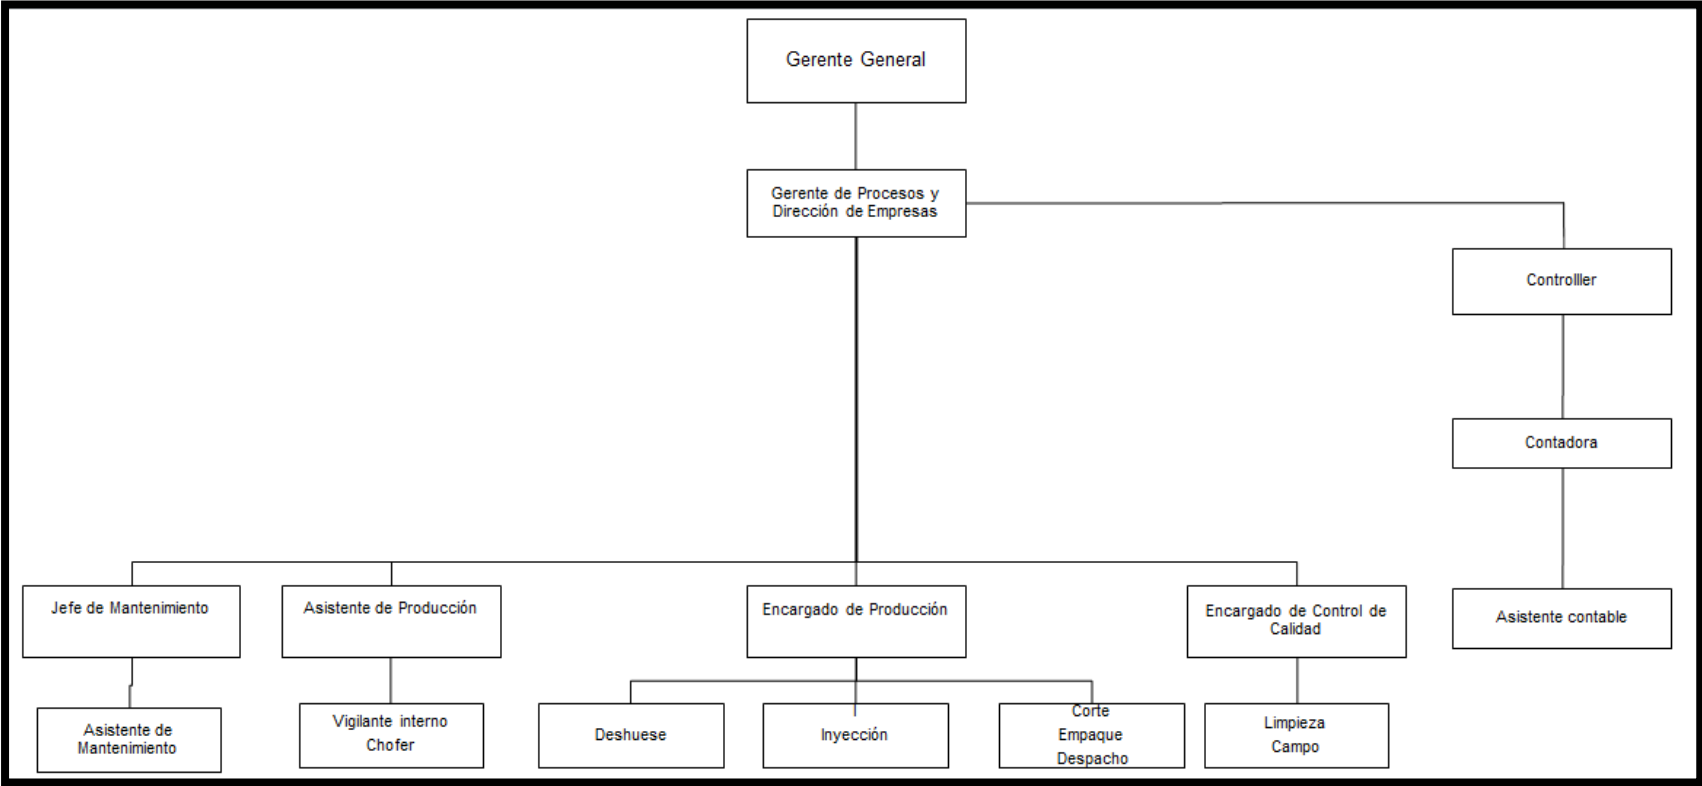 Gerente General
Gerente de Procesos y
Dirección de Empresas
Controlller
Contadora
Jefe de Mantenimiento
Asistente de Producción
Encargado de Producción
Encargado de Control de
Calidad
Asistente contable
Asistente de
Mantenimiento
Vigilante interno
Chofer
Deshuese
Inyección
Corte
Empaque
Despacho
Limpieza
Campo